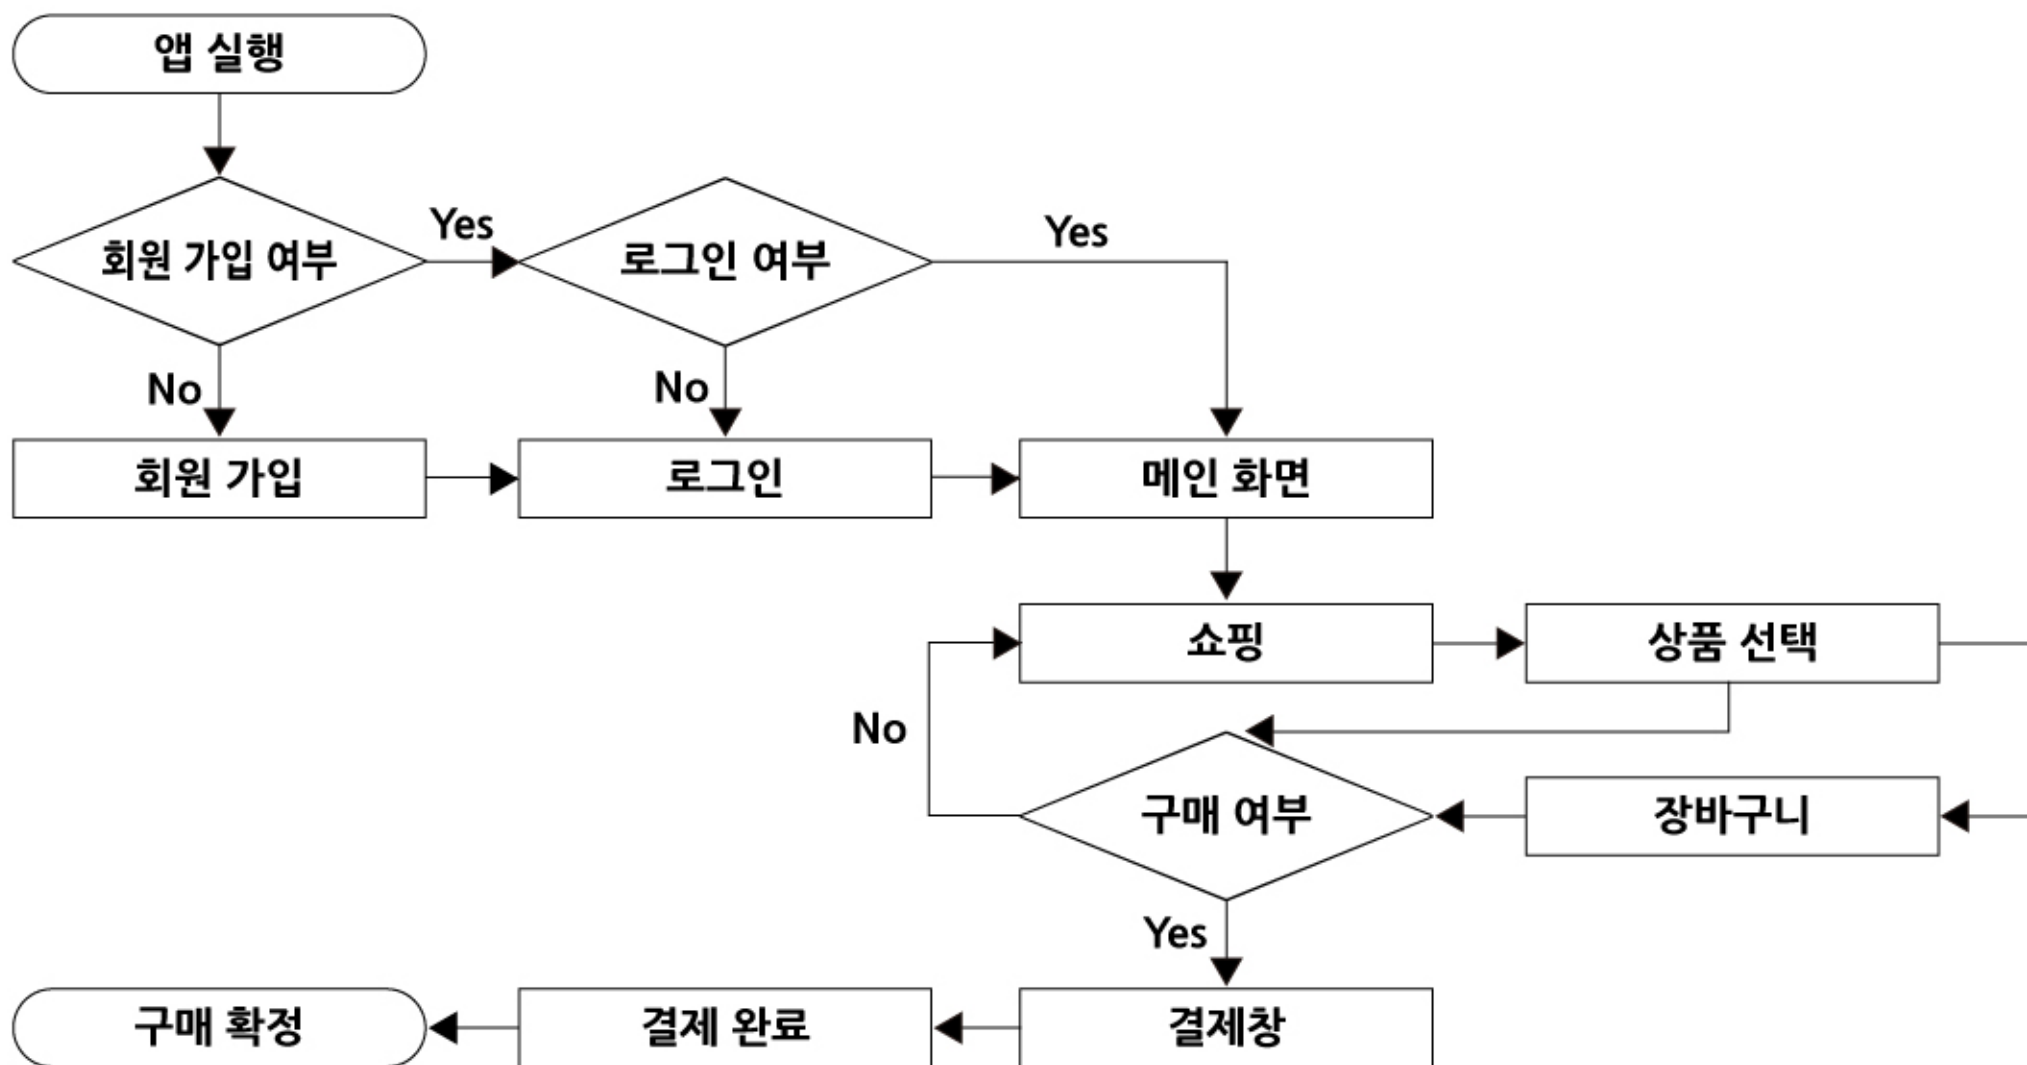 앱 실행
회원 가입 여부
Yes
로그인 여부
Yes
No
No
회원 가입
로그인
메인 화면
쇼핑
상품 선택
No
구매 여부
장바구니
Yes
구매 확정
결제 완료
결제창